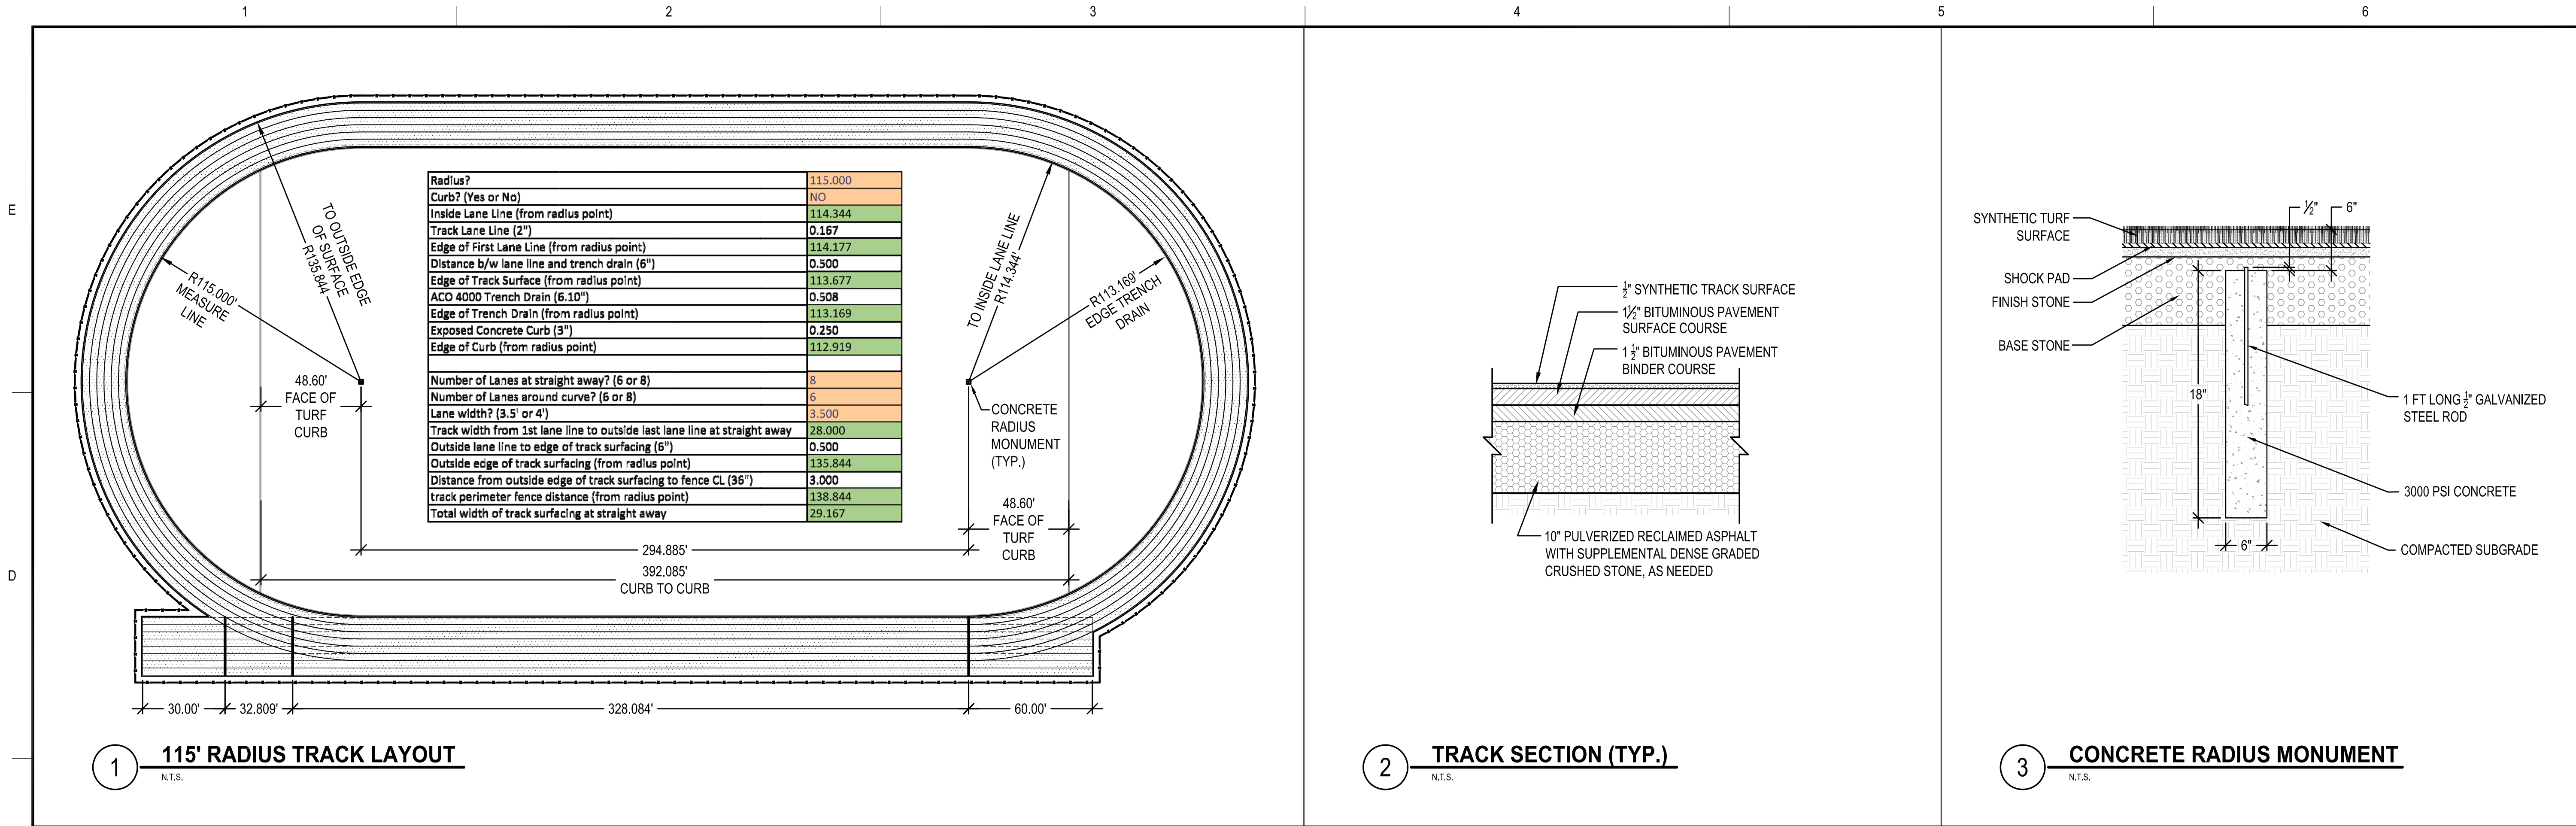 1 2 3 4 5 6
E
D
TO OUTSIDE EDGE
OF SURFACE
R135.844
R115.000'
MEASURE
LINE
Radius? 115.000
Curb? (Yes or No) NO
Inside Lane Line (from radius point) 114.344
Track Lane Line (2") 0.167
Edge of First Lane Line (from radius point) 114.177
Distance b/w lane line and trench drain (6") 0.500
Edge of Track Surface (from radius point) 113.677
ACO 4000 Trench Drain (6.10") 0.508
Edge of Trench Drain (from radius point) 113.169
Exposed Concrete Curb (3") 0.250
Edge of Curb (from radius point) 112.919
Number of Lanes at straight away? (6 or 8) 8
Number of Lanes around curve? (6 or 8) 6
Lane width? (3.5' or 4') 3.500
Track width from 1st lane line to outside last lane line at straight away 28.000
Outside lane line to edge of track surfacing (6") 0.500
Outside edge of track surfacing (from radius point) 135.844
Distance from outside edge of track surfacing to fence CL (36") 3.000
track perimeter fence distance (from radius point) 138.844
Total width of track surfacing at straight away 29.167
TO INSIDE LANE LINE
R114.344'
R113.169'
EDGE TRENCH
DRAIN
48.60'
FACE OF
TURF
CURB
CONCRETE
RADIUS
MONUMENT
(TYP.)
48.60'
FACE OF
TURF
CURB
294.885'
392.085'
CURB TO CURB
30.00' 32.809' 328.084' 60.00'
1 115' RADIUS TRACK LAYOUT
N.T.S.
½" SYNTHETIC TRACK SURFACE
1½" BITUMINOUS PAVEMENT
SURFACE COURSE
1 ½" BITUMINOUS PAVEMENT
BINDER COURSE
10" PULVERIZED RECLAIMED ASPHALT
WITH SUPPLEMENTAL DENSE GRADED
CRUSHED STONE, AS NEEDED
2 TRACK SECTION (TYP.)
N.T.S.
½" 6"
SYNTHETIC TURF
SURFACE
SHOCK PAD
FINISH STONE
BASE STONE
18"
6"
1 FT LONG ½" GALVANIZED
STEEL ROD
3000 PSI CONCRETE
COMPACTED SUBGRADE
3 CONCRETE RADIUS MONUMENT
N.T.S.